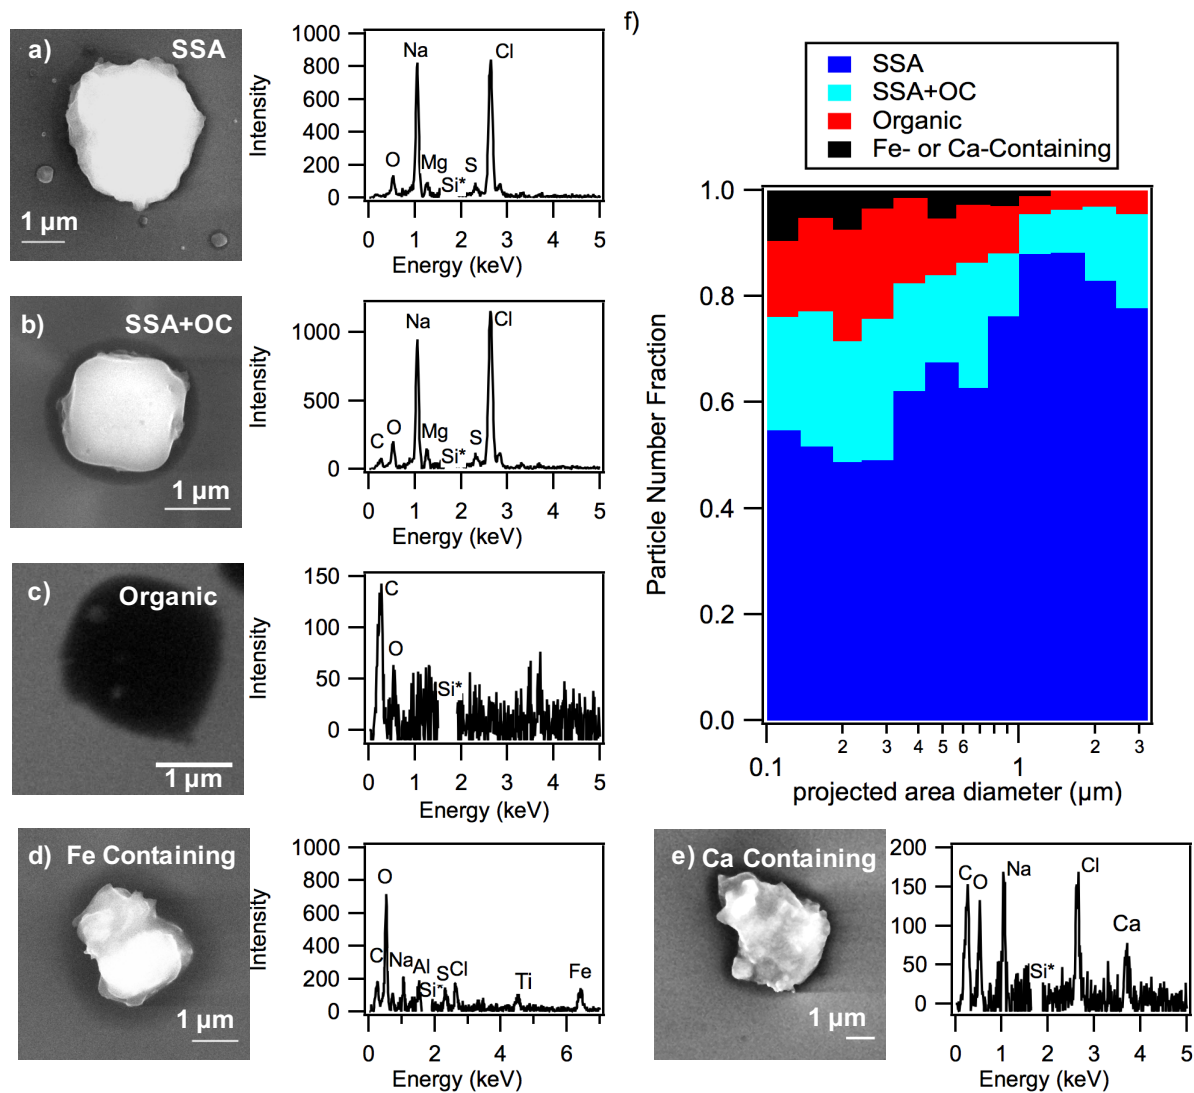 a) SSA
1 µm
Intensity
1000
800
600
400
200
0
Na
Cl
O
Mg
Si*
S
0 1 2 3 4 5
Energy (keV)
b) SSA+OC
1 µm
Intensity
1000
500
0
Na
Cl
C
O
Mg
Si*
S
0 1 2 3 4 5
Energy (keV)
c) Organic
1 µm
Intensity
150
100
50
0
C
O
Si*
0 1 2 3 4 5
Energy (keV)
d) Fe Containing
1 µm
Intensity
1000
800
600
400
200
0
O
C
Na
Al
Si*
S
Cl
Ti
Fe
0 2 4 6
Energy (keV)
e) Ca Containing
1 µm
200
150
100
50
0
C
O
Na
Cl
Si*
Ca
0 1 2 3 4 5
Energy (keV)
f)
SSA
SSA+OC
Organic
Fe- or Ca-Containing
Particle Number Fraction
1.0
0.8
0.6
0.4
0.2
0.0
2 3 4 5 6 2 3
0.1 1
projected area diameter (µm)